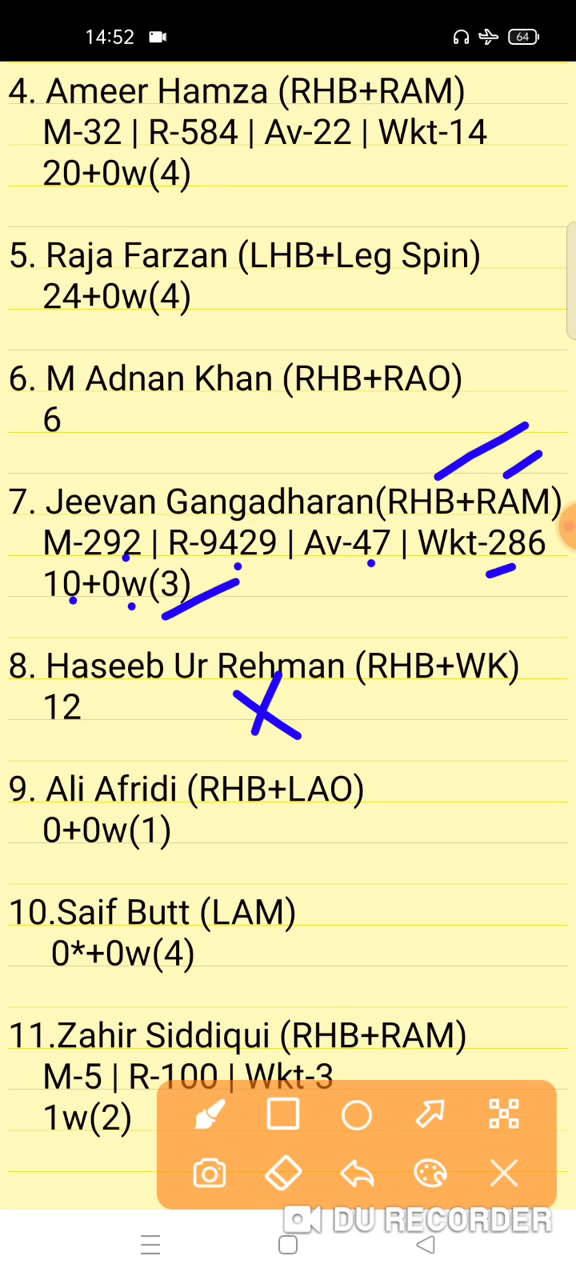 14:52
64
4. Ameer Hamza (RHB+RAM)
M-32 | R-584 | Av-22 | Wkt-14
20+0w(4)
5. Raja Farzan (LHB+Leg Spin)
24+0w(4)
6. M Adnan Khan (RHB+RAO)
6
7. Jeevan Gangadharan(RHB+RAM)
M-292 | R-9429 | Av-47 | Wkt-286
10+0w(3)
8. Haseeb Ur Rehman (RHB+WK)
12
9. Ali Afridi (RHB+LAO)
0+0w(1)
10.Saif Butt (LAM)
0*+0w(4)
11.Zahir Siddiqui (RHB+RAM)
M-5 | R-100 | Wkt-3
1w(2)
DU RECORDER